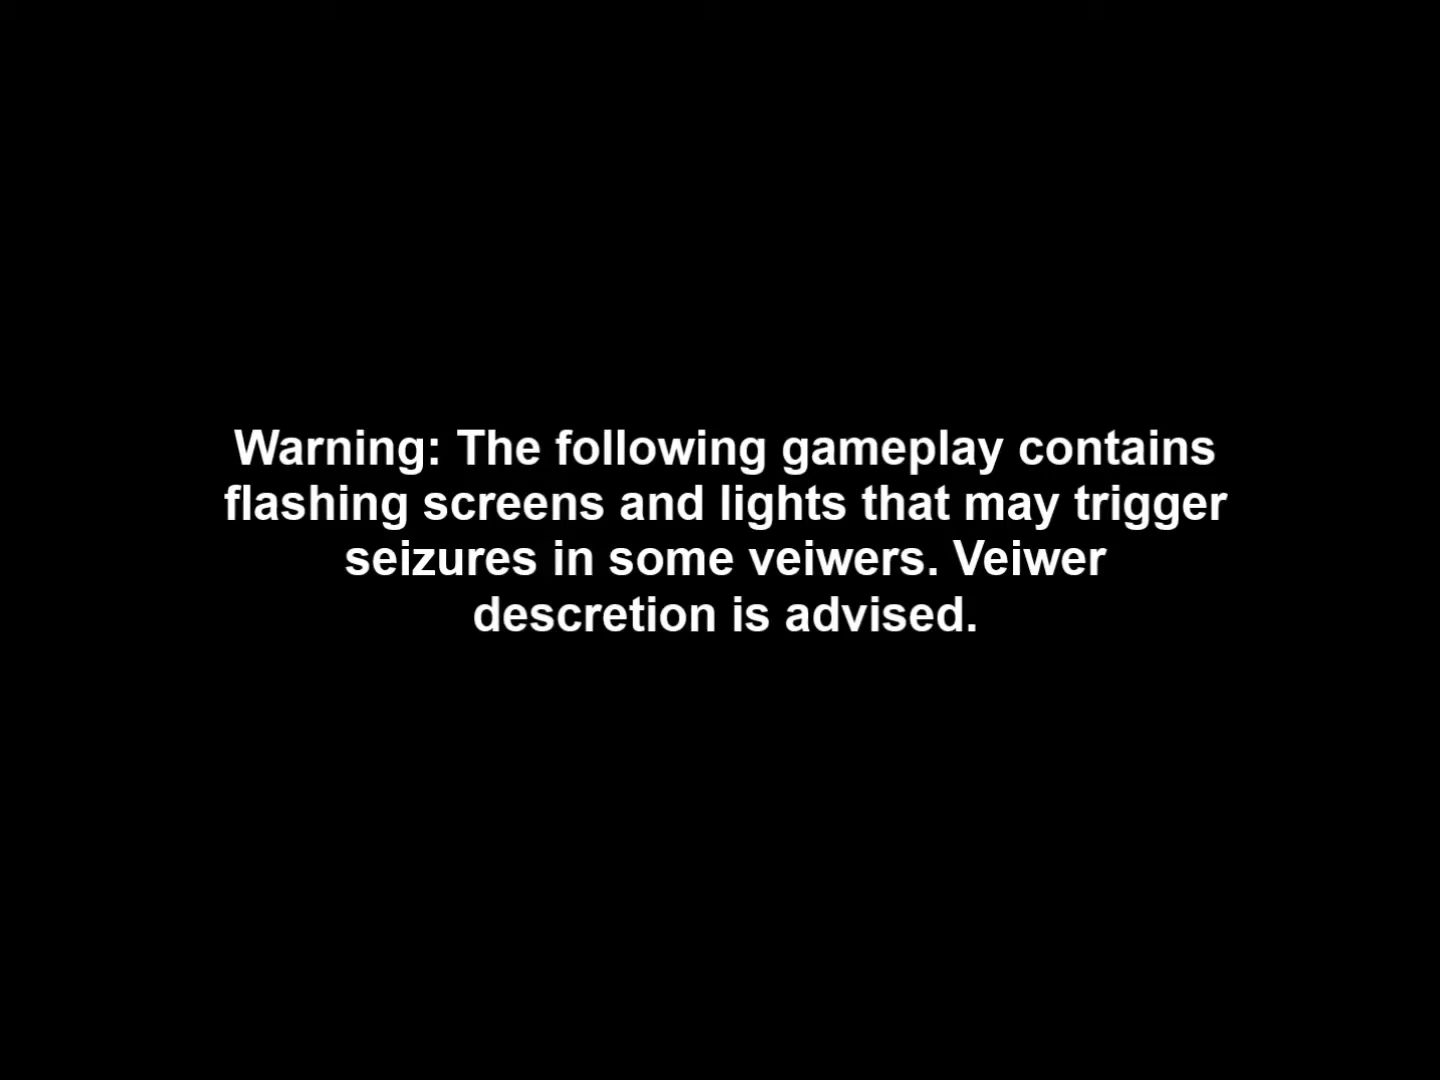 Warning: The following gameplay contains
flashing screens and lights that may trigger
seizures in some veiwers. Veiwer
descretion is advised.